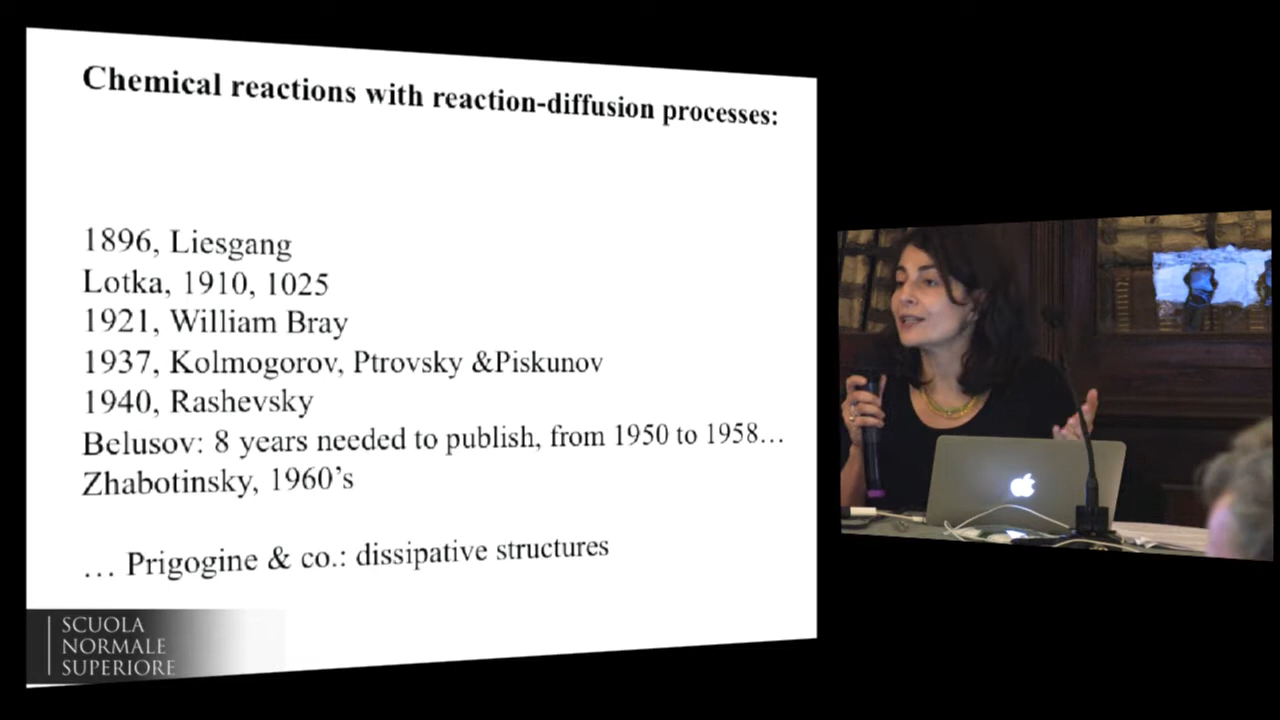 Chemical reactions with reaction-diffusion processes:
1896, Liesgang
Lotka, 1910, 1025
1921, William Bray
1937, Kolmogorov, Ptrovsky &Piskunov
1940, Rashevsky
Belusov: 8 years needed to publish, from 1950 to 1958…
Zhabotinsky, 1960’s
… Prigogine & co.: dissipative structures
SCUOLA
NORMALE
SUPERIORE